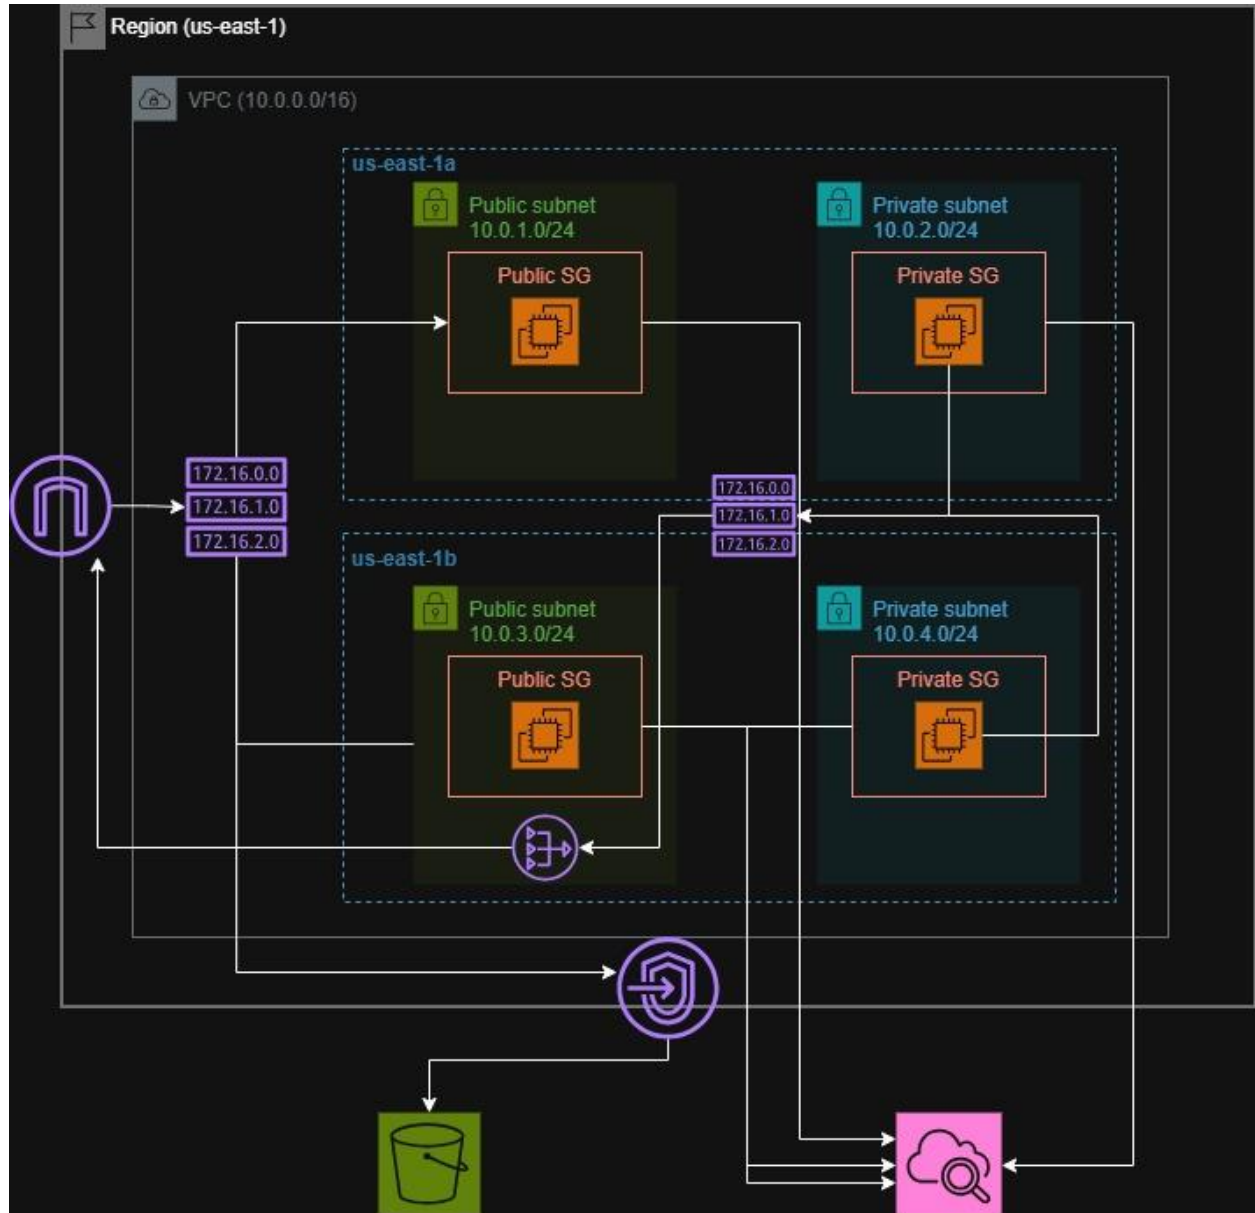 Region (us-east-1)
VPC (10.0.0.0/16)
us-east-1a
Public subnet
10.0.1.0/24
Public SG
Private subnet
10.0.2.0/24
Private SG
172.16.0.0
172.16.1.0
172.16.2.0
172.16.0.0
172.16.1.0
172.16.2.0
us-east-1b
Public subnet
10.0.3.0/24
Public SG
Private subnet
10.0.4.0/24
Private SG